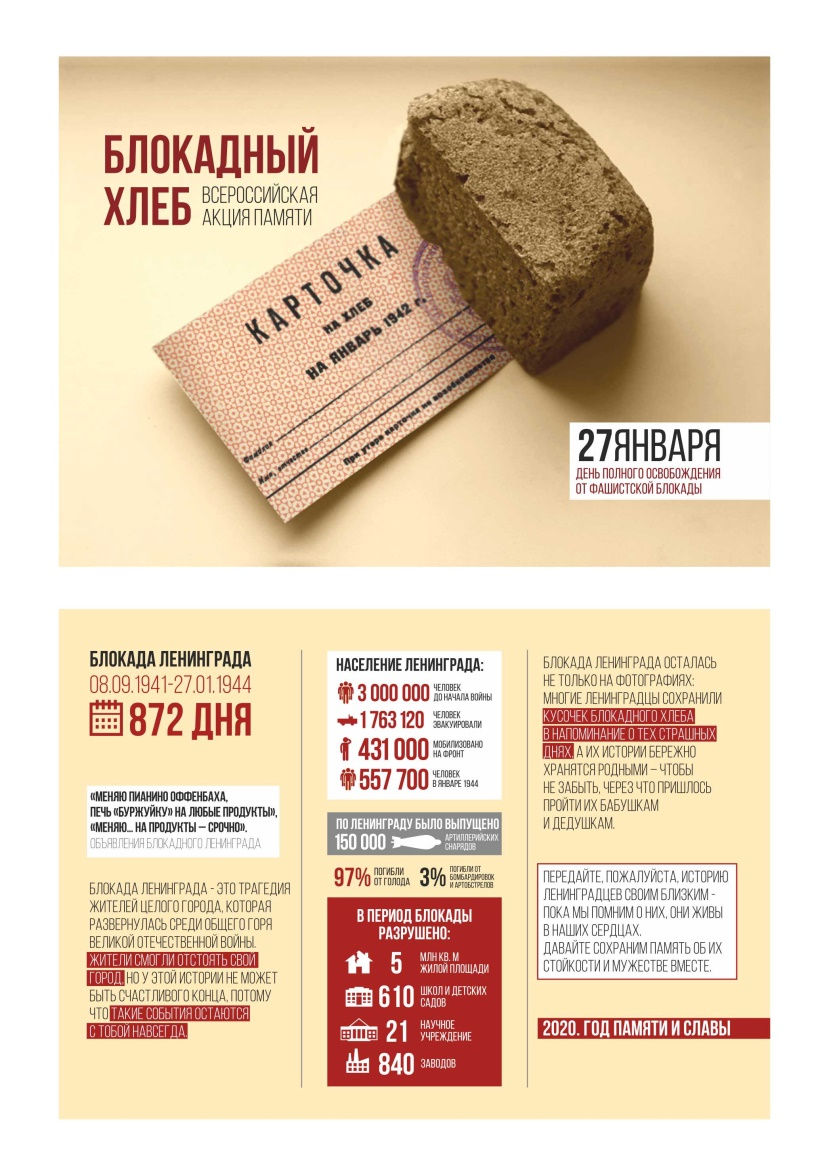 БЛОКАДНЫЙ
ХЛЕБ
ВСЕРОССИЙСКАЯ
АКЦИЯ ПАМЯТИ
КАРТОЧКА
НА ХЛЕБ
НА ЯНВАРЬ 1942 г.
Фамилия
Имя, отчество
При утере карточка не возобновляется
27ЯНВАРЯ
ДЕНЬ ПОЛНОГО ОСВОБОЖДЕНИЯ
ОТ ФАШИСТСКОЙ БЛОКАДЫ
БЛОКАДА ЛЕНИНГРАДА
08.09.1941-27.01.1944
872 ДНЯ
«МЕНЯЮ ПИАНИНО ОФФЕНБАХА,
ПЕЧЬ «БУРЖУЙКУ» НА ЛЮБЫЕ ПРОДУКТЫ»,
«МЕНЯЮ... НА ПРОДУКТЫ – СРОЧНО».
ОБЪЯВЛЕНИЯ БЛОКАДНОГО ЛЕНИНГРАДА
БЛОКАДА ЛЕНИНГРАДА - ЭТО ТРАГЕДИЯ
ЖИТЕЛЕЙ ЦЕЛОГО ГОРОДА, КОТОРАЯ
РАЗВЕРНУЛАСЬ СРЕДИ ОБЩЕГО ГОРЯ
ВЕЛИКОЙ ОТЕЧЕСТВЕННОЙ ВОЙНЫ.
ЖИТЕЛИ СМОГЛИ ОТСТОЯТЬ СВОЙ
ГОРОД, НО У ЭТОЙ ИСТОРИИ НЕ МОЖЕТ
БЫТЬ СЧАСТЛИВОГО КОНЦА, ПОТОМУ
ЧТО ТАКИЕ СОБЫТИЯ ОСТАЮТСЯ
С ТОБОЙ НАВСЕГДА.
НАСЕЛЕНИЕ ЛЕНИНГРАДА:
3 000 000 ЧЕЛОВЕК
ДО НАЧАЛА ВОЙНЫ
1 763 120 ЧЕЛОВЕК
ЭВАКУИРОВАЛИ
431 000 МОБИЛИЗОВАНО
НА ФРОНТ
557 700 ЧЕЛОВЕК
В ЯНВАРЕ 1944
ПО ЛЕНИНГРАДУ БЫЛО ВЫПУЩЕНО
150 000 АРТИЛЛЕРИЙСКИХ
СНАРЯДОВ
97% ПОГИБЛИ
ОТ ГОЛОДА
3% ПОГИБЛИ ОТ
БОМБАРДИРОВОК
И АРТОБСТРЕЛОВ
В ПЕРИОД БЛОКАДЫ
РАЗРУШЕНО:
5 МЛН КВ. М
ЖИЛОЙ ПЛОЩАДИ
610 ШКОЛ И ДЕТСКИХ
САДОВ
21 НАУЧНОЕ
УЧРЕЖДЕНИЕ
840 ЗАВОДОВ
БЛОКАДА ЛЕНИНГРАДА ОСТАЛАСЬ
НЕ ТОЛЬКО НА ФОТОГРАФИЯХ:
МНОГИЕ ЛЕНИНГРАДЦЫ СОХРАНИЛИ
КУСОЧЕК БЛОКАДНОГО ХЛЕБА
В НАПОМИНАНИЕ О ТЕХ СТРАШНЫХ
ДНЯХ, А ИХ ИСТОРИИ БЕРЕЖНО
ХРАНЯТСЯ РОДНЫМИ – ЧТОБЫ
НЕ ЗАБЫТЬ, ЧЕРЕЗ ЧТО ПРИШЛОСЬ
ПРОЙТИ ИХ БАБУШКАМ
И ДЕДУШКАМ.
ПЕРЕДАЙТЕ, ПОЖАЛУЙСТА, ИСТОРИЮ
ЛЕНИНГРАДЦЕВ СВОИМ БЛИЗКИМ -
ПОКА МЫ ПОМНИМ О НИХ, ОНИ ЖИВЫ
В НАШИХ СЕРДЦАХ.
ДАВАЙТЕ СОХРАНИМ ПАМЯТЬ ОБ ИХ
СТОЙКОСТИ И МУЖЕСТВЕ ВМЕСТЕ.
2020. ГОД ПАМЯТИ И СЛАВЫ